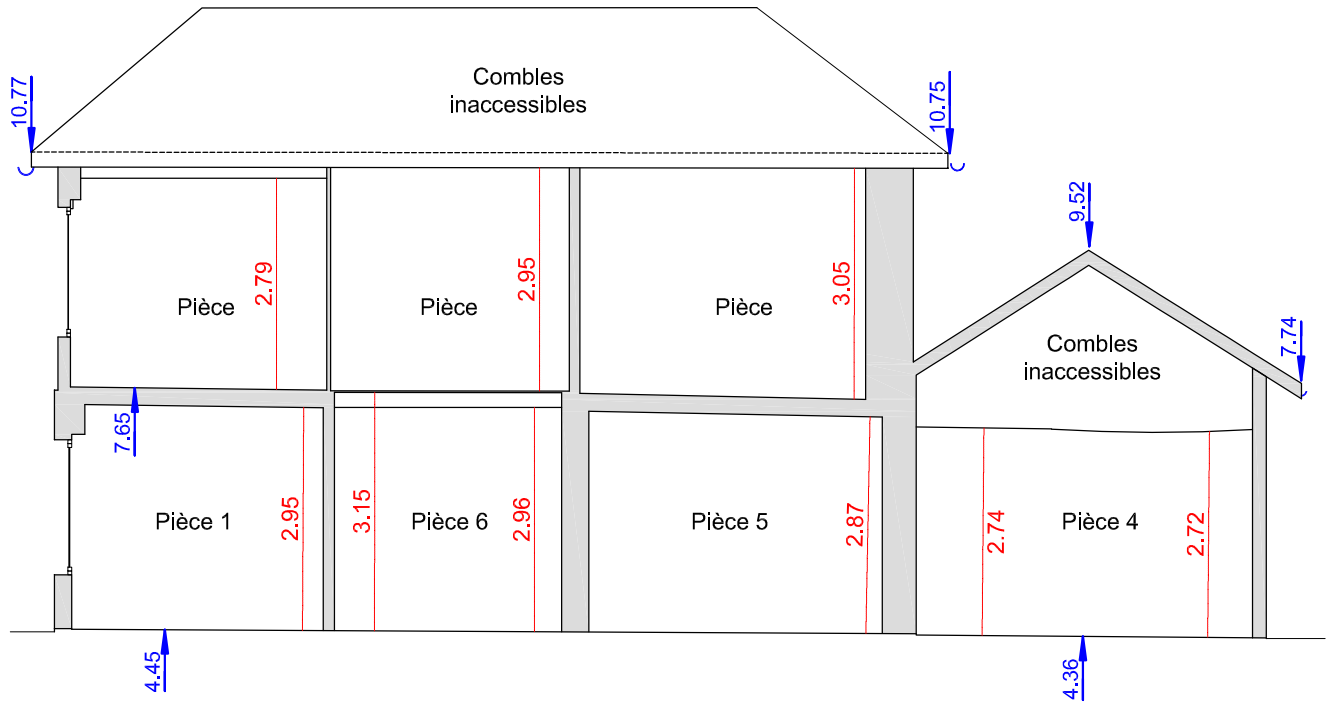 Combles
inaccessibles
10.77
10.75
9.52
7.74
2.79
2.95
3.05
Pièce
Pièce
Pièce
Combles
inaccessibles
7.65
Pièce 1
2.95
3.15
Pièce 6
2.96
Pièce 5
2.87
2.74
Pièce 4
2.72
4.45
4.36